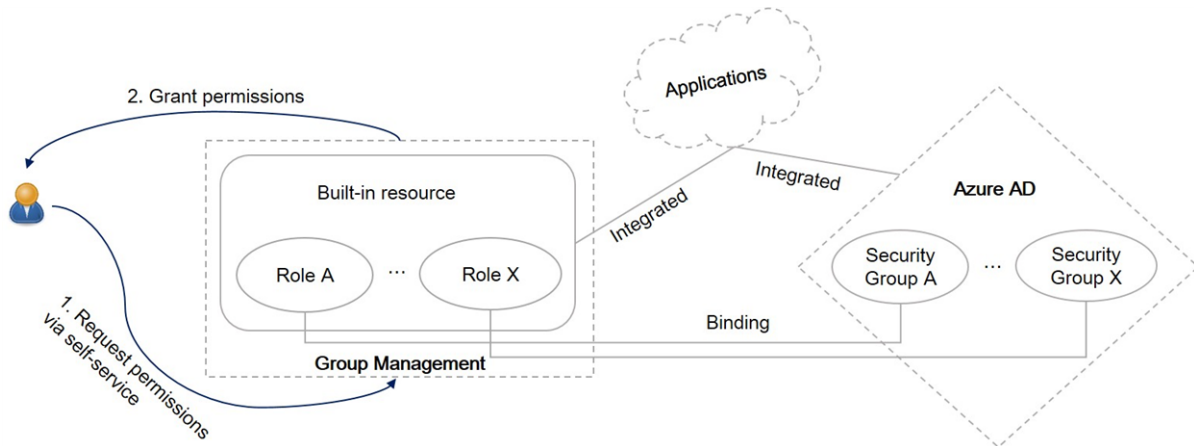 Applications
2. Grant permissions
Integrated
Integrated
Built-in resource
Azure AD
Role A
...
Role X
Security
Group A
...
Security
Group X
1. Request permissions
via self-service
Binding
Group Management